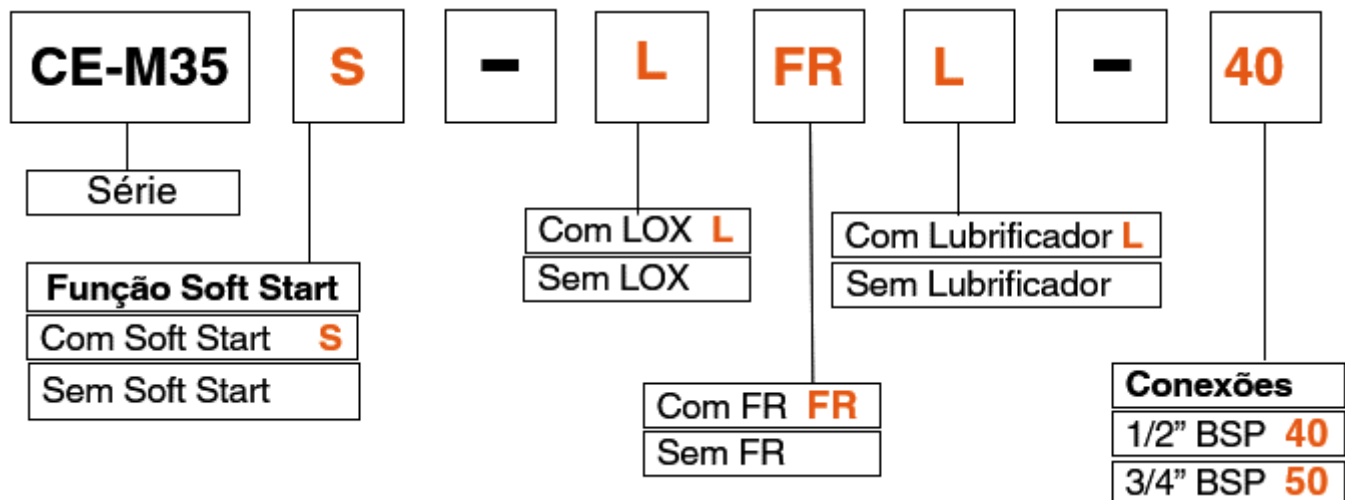 CE-M35 S - L FR L - 40
Série
Função Soft Start
Com Soft Start S
Sem Soft Start
Com LOX L
Sem LOX
Com FR FR
Sem FR
Com Lubrificador L
Sem Lubrificador
Conexões
1/2” BSP 40
3/4” BSP 50